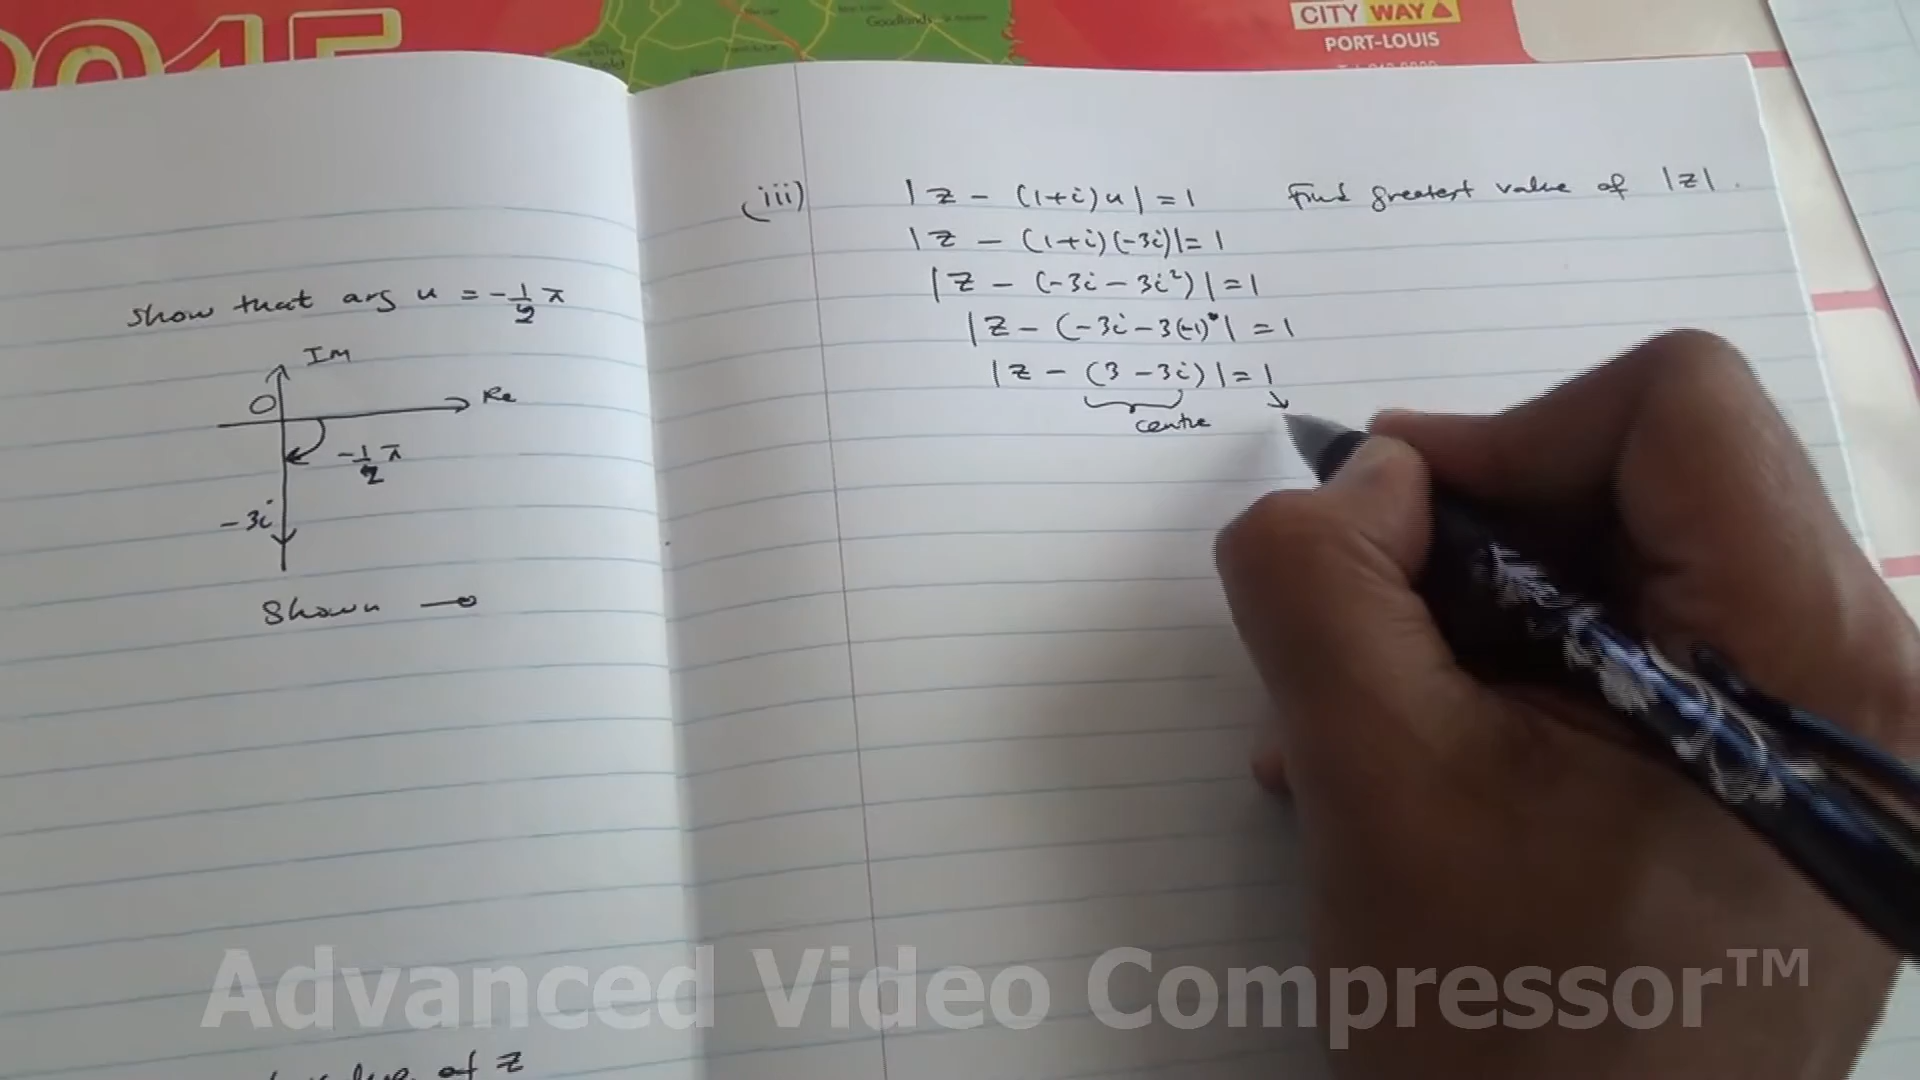 2015
Goodlands
CITY WAY
PORT-LOUIS
Show that arg u = -1/2 π
Im
O
Re
-1/2 π
-3i
Shown
of z
(iii)
|z - (1+i)u| = 1 Find greatest value of |z|.
|z - (1+i)(-3i)| = 1
|z - (-3i - 3i²)| = 1
|z - (-3i - 3(-1))| = 1
|z - (3 - 3i)| = 1
centre
Advanced Video Compressor™